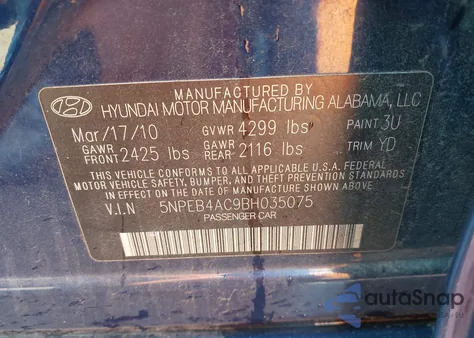 MANUFACTURED BY
HYUNDAI MOTOR MANUFACTURING ALABAMA, LLC
Mar/17/10 GVWR 4299 lbs PAINT 3U
GAWR FRONT 2425 lbs GAWR REAR 2116 lbs TRIM YD
THIS VEHICLE CONFORMS TO ALL APPLICABLE U.S.A. FEDERAL
MOTOR VEHICLE SAFETY, BUMPER, AND THEFT PREVENTION
STANDARDS IN EFFECT ON THE DATE OF MANUFACTURE
SHOWN ABOVE.
V.I.N 5NPEB4AC9BH035075
PASSENGER CAR
autoSnap